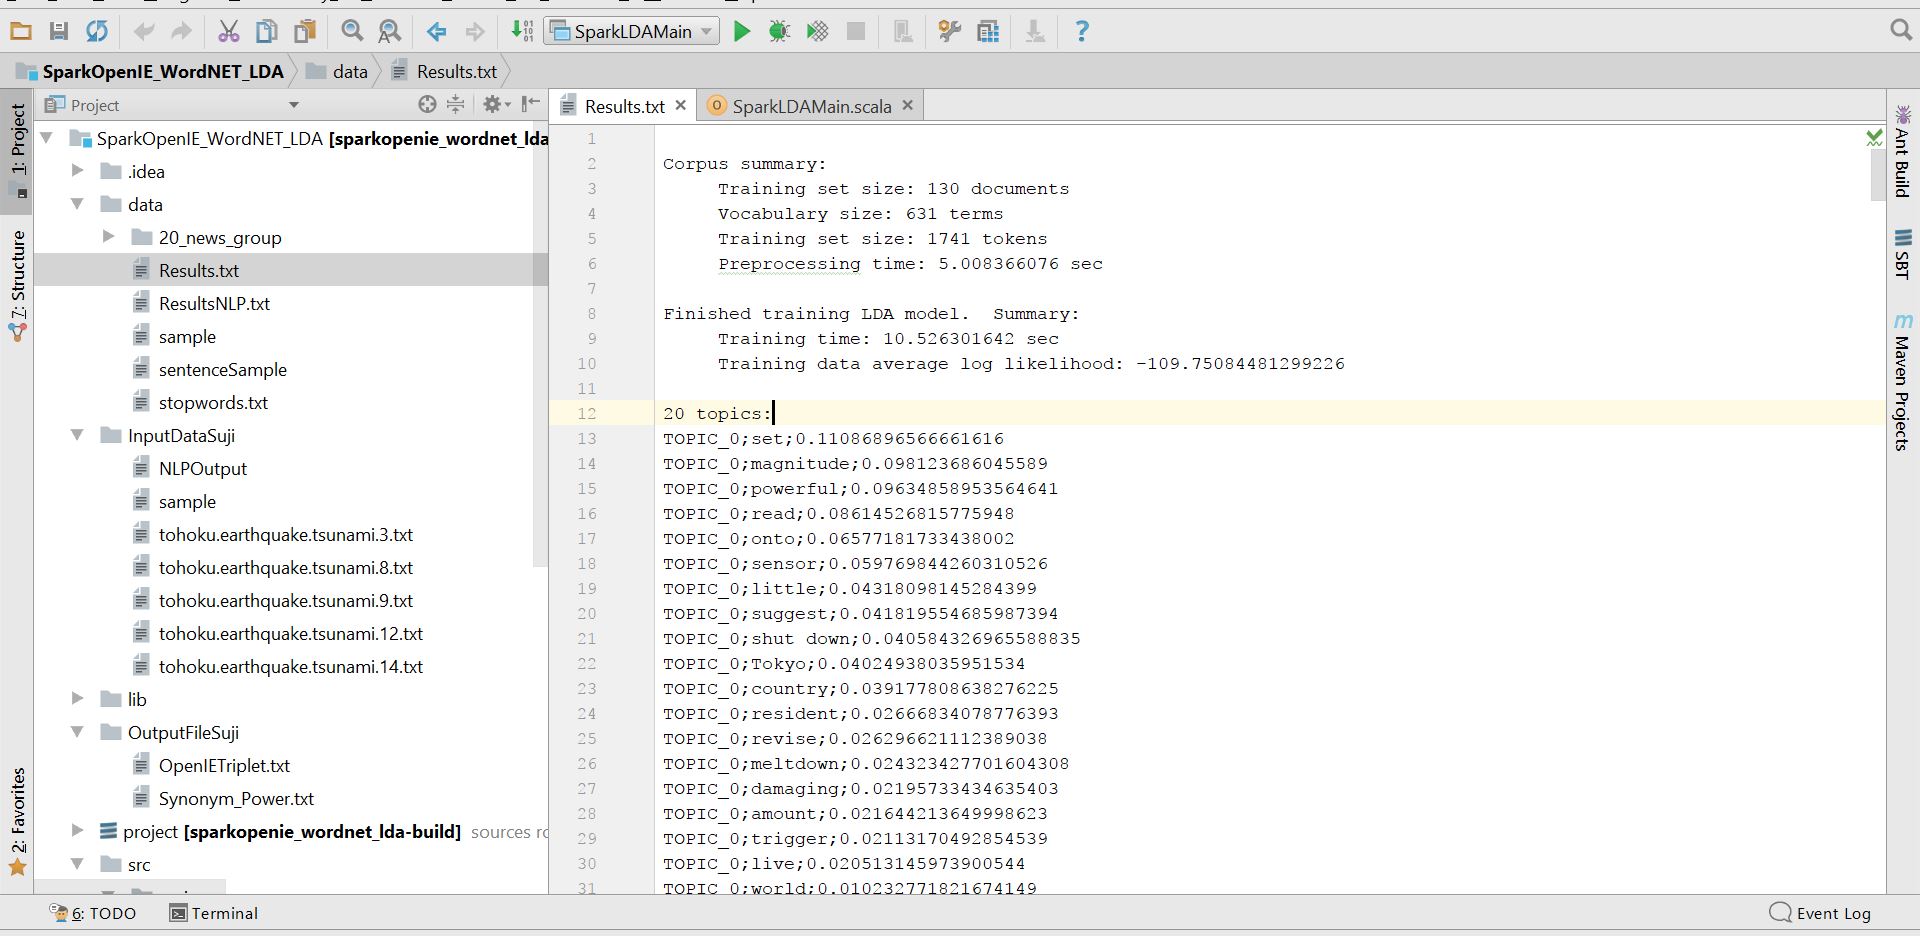 SparkLDAMain
SparkOpenIE_WordNET_LDA
data
Results.txt
1: Project
7: Structure
2: Favorites
Project
SparkOpenIE_WordNET_LDA [sparkopenie_wordnet_lda
.idea
data
20_news_group
Results.txt
ResultsNLP.txt
sample
sentenceSample
stopwords.txt
InputDataSuji
NLPOutput
sample
tohoku.earthquake.tsunami.3.txt
tohoku.earthquake.tsunami.8.txt
tohoku.earthquake.tsunami.9.txt
tohoku.earthquake.tsunami.12.txt
tohoku.earthquake.tsunami.14.txt
lib
OutputFileSuji
OpenIETriplet.txt
Synonym_Power.txt
project [sparkopenie_wordnet_lda-build] sources ro
src
Results.txt
SparkLDAMain.scala
1
2 Corpus summary:
3 Training set size: 130 documents
4 Vocabulary size: 631 terms
5 Training set size: 1741 tokens
6 Preprocessing time: 5.008366076 sec
7
8 Finished training LDA model.  Summary:
9 Training time: 10.526301642 sec
10 Training data average log likelihood: -109.75084481299226
11
12 20 topics:
13 TOPIC_0;set;0.11086896566661616
14 TOPIC_0;magnitude;0.098123686045589
15 TOPIC_0;powerful;0.09634858953564641
16 TOPIC_0;read;0.08614526815775948
17 TOPIC_0;onto;0.06577181733438002
18 TOPIC_0;sensor;0.059769844260310526
19 TOPIC_0;little;0.04318098145284399
20 TOPIC_0;suggest;0.041819554685987394
21 TOPIC_0;shut down;0.040584326965588835
22 TOPIC_0;Tokyo;0.04024938035951534
23 TOPIC_0;country;0.039177808638276225
24 TOPIC_0;resident;0.02666834078776393
25 TOPIC_0;revise;0.026296621112389038
26 TOPIC_0;meltdown;0.024323427701604308
27 TOPIC_0;damaging;0.02195733434635403
28 TOPIC_0;amount;0.021644213649998623
29 TOPIC_0;trigger;0.02113170492854539
30 TOPIC_0;live;0.020513145973900544
31 TOPIC_0;world;0.010232771821674149
Ant Build
SBT
Maven Projects
6: TODO
Terminal
Event Log